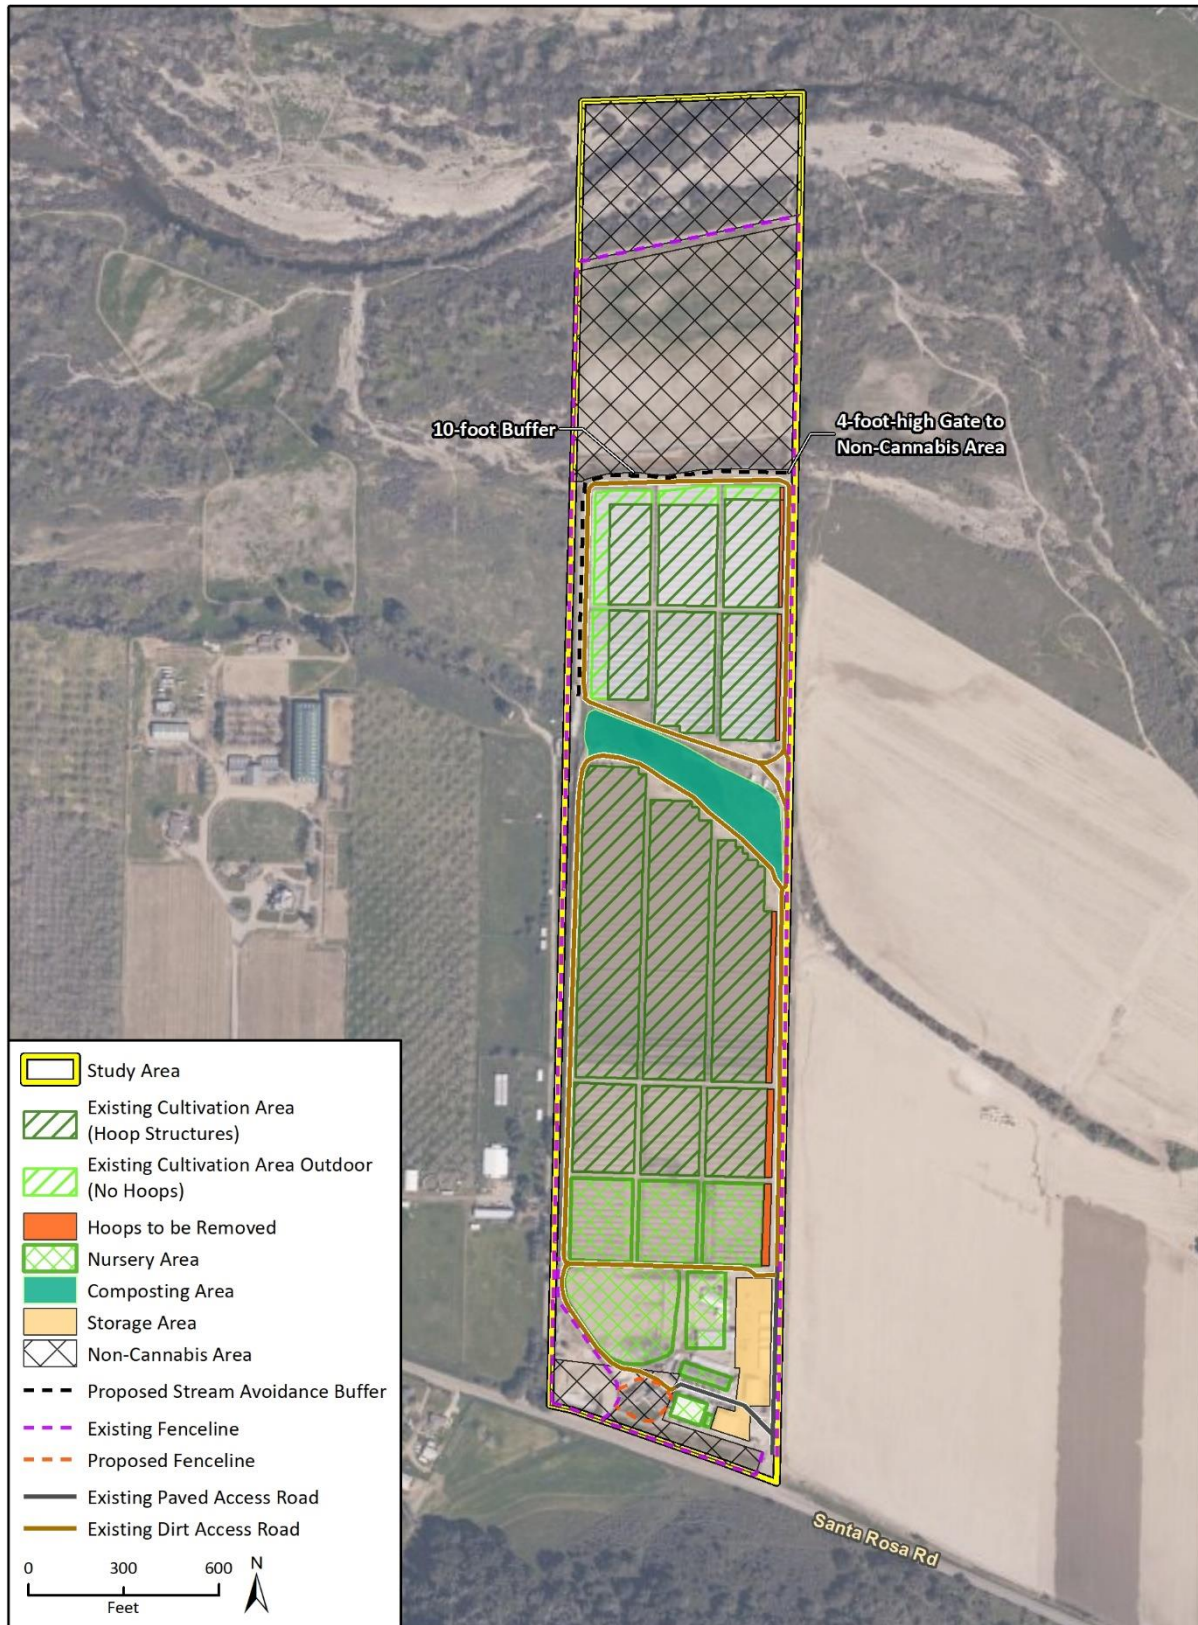 10-foot Buffer
4-foot-high Gate to
Non-Cannabis Area
Study Area
Existing Cultivation Area
(Hoop Structures)
Existing Cultivation Area Outdoor
(No Hoops)
Hoops to be Removed
Nursery Area
Composting Area
Storage Area
Non-Cannabis Area
Proposed Stream Avoidance Buffer
Existing Fenceline
Proposed Fenceline
Existing Paved Access Road
Existing Dirt Access Road
0 300 600 N
Feet
Santa Rosa Rd